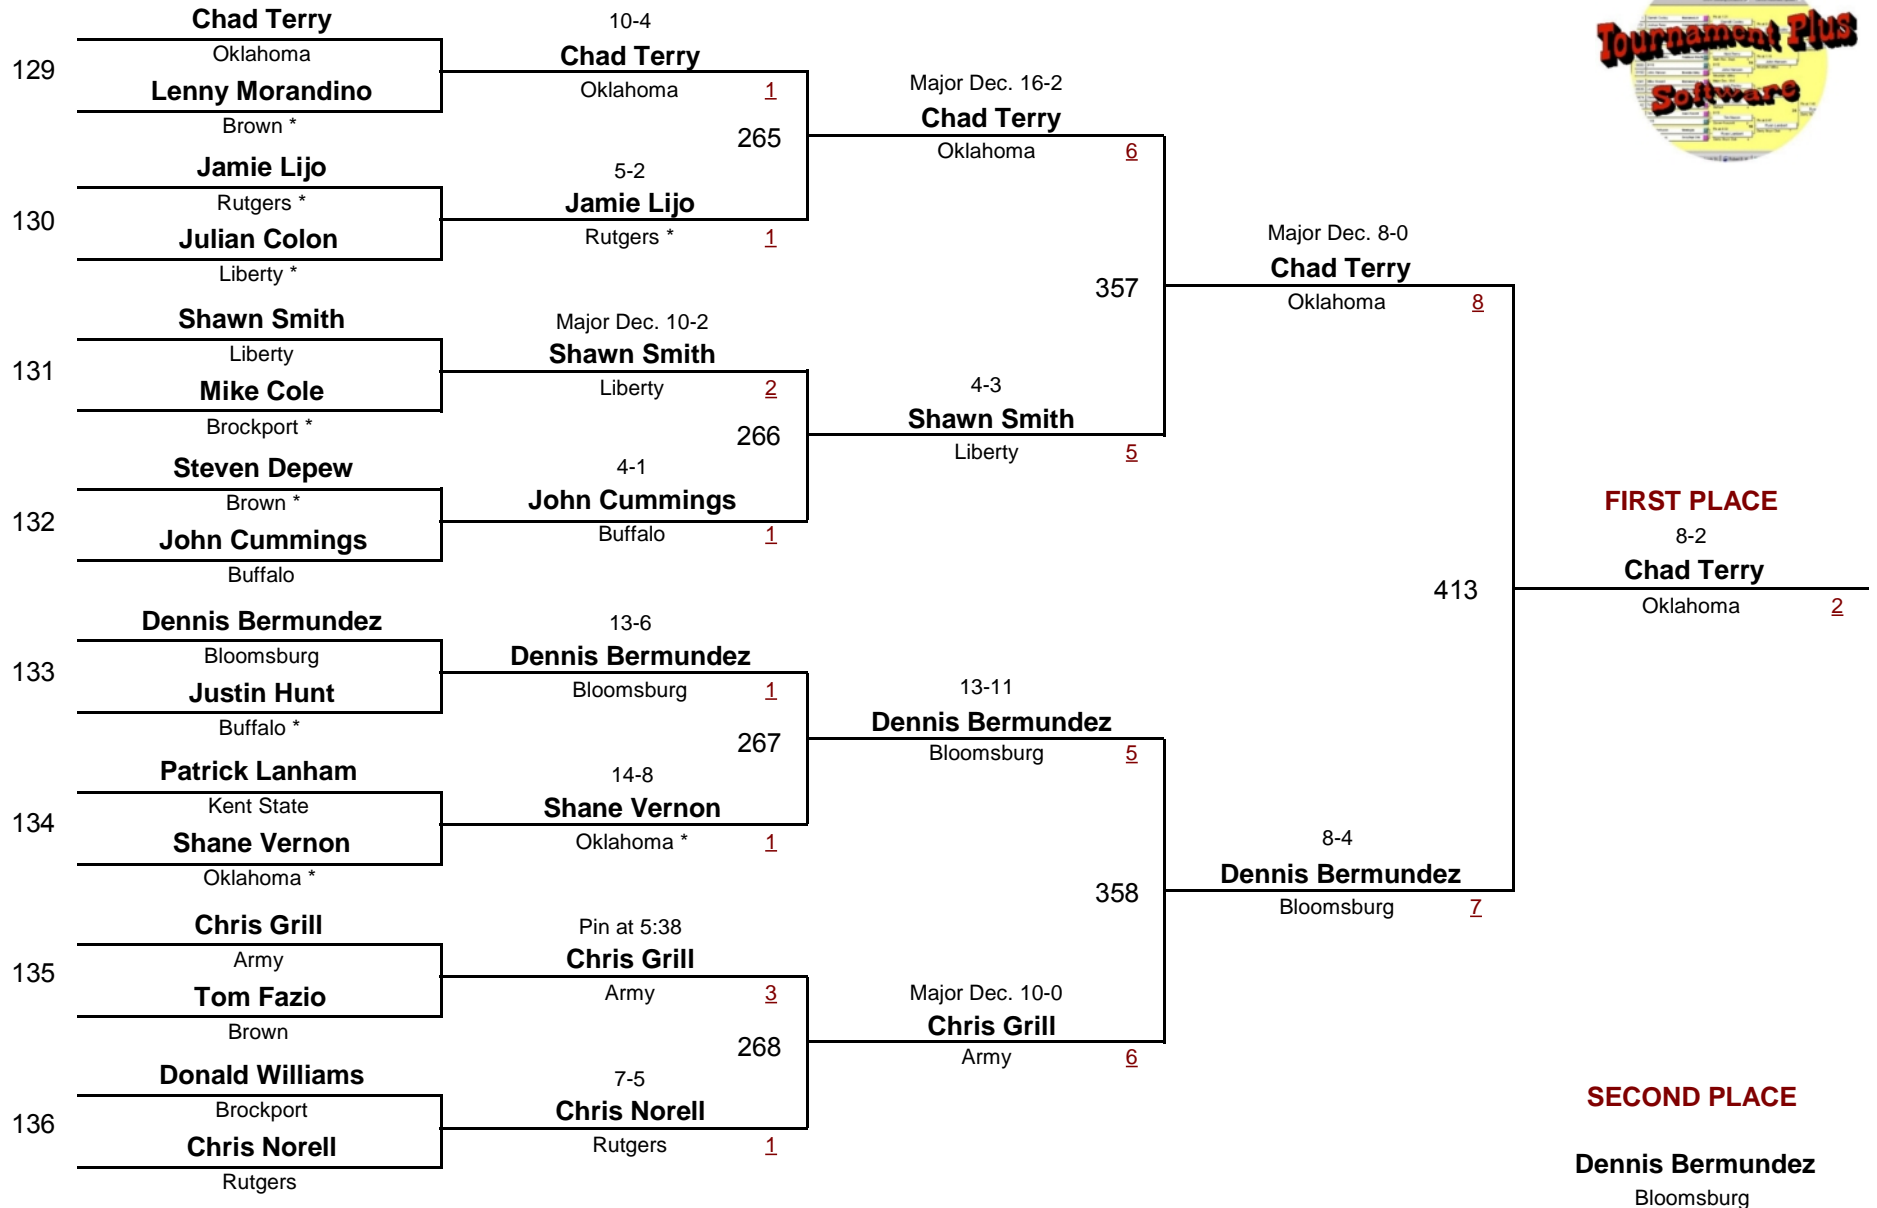 Tournament Plus
Software
129
Chad Terry
Oklahoma
Lenny Morandino
Brown *
130
Jamie Lijo
Rutgers *
Julian Colon
Liberty *
131
Shawn Smith
Liberty
Mike Cole
Brockport *
132
Steven Depew
Brown *
John Cummings
Buffalo
133
Dennis Bermundez
Bloomsburg
Justin Hunt
Buffalo *
134
Patrick Lanham
Kent State
Shane Vernon
Oklahoma *
135
Chris Grill
Army
Tom Fazio
Brown
136
Donald Williams
Brockport
Chris Norell
Rutgers
10-4
Chad Terry
Oklahoma 1
265
5-2
Jamie Lijo
Rutgers * 1
Major Dec. 10-2
Shawn Smith
Liberty 2
266
4-1
John Cummings
Buffalo 1
13-6
Dennis Bermundez
Bloomsburg 1
267
14-8
Shane Vernon
Oklahoma * 1
Pin at 5:38
Chris Grill
Army 3
268
7-5
Chris Norell
Rutgers 1
Major Dec. 16-2
Chad Terry
Oklahoma 6
357
4-3
Shawn Smith
Liberty 5
13-11
Dennis Bermundez
Bloomsburg 5
358
Major Dec. 10-0
Chris Grill
Army 6
Major Dec. 8-0
Chad Terry
Oklahoma 8
413
8-4
Dennis Bermundez
Bloomsburg 7
FIRST PLACE
8-2
Chad Terry
Oklahoma 2
SECOND PLACE
Dennis Bermundez
Bloomsburg